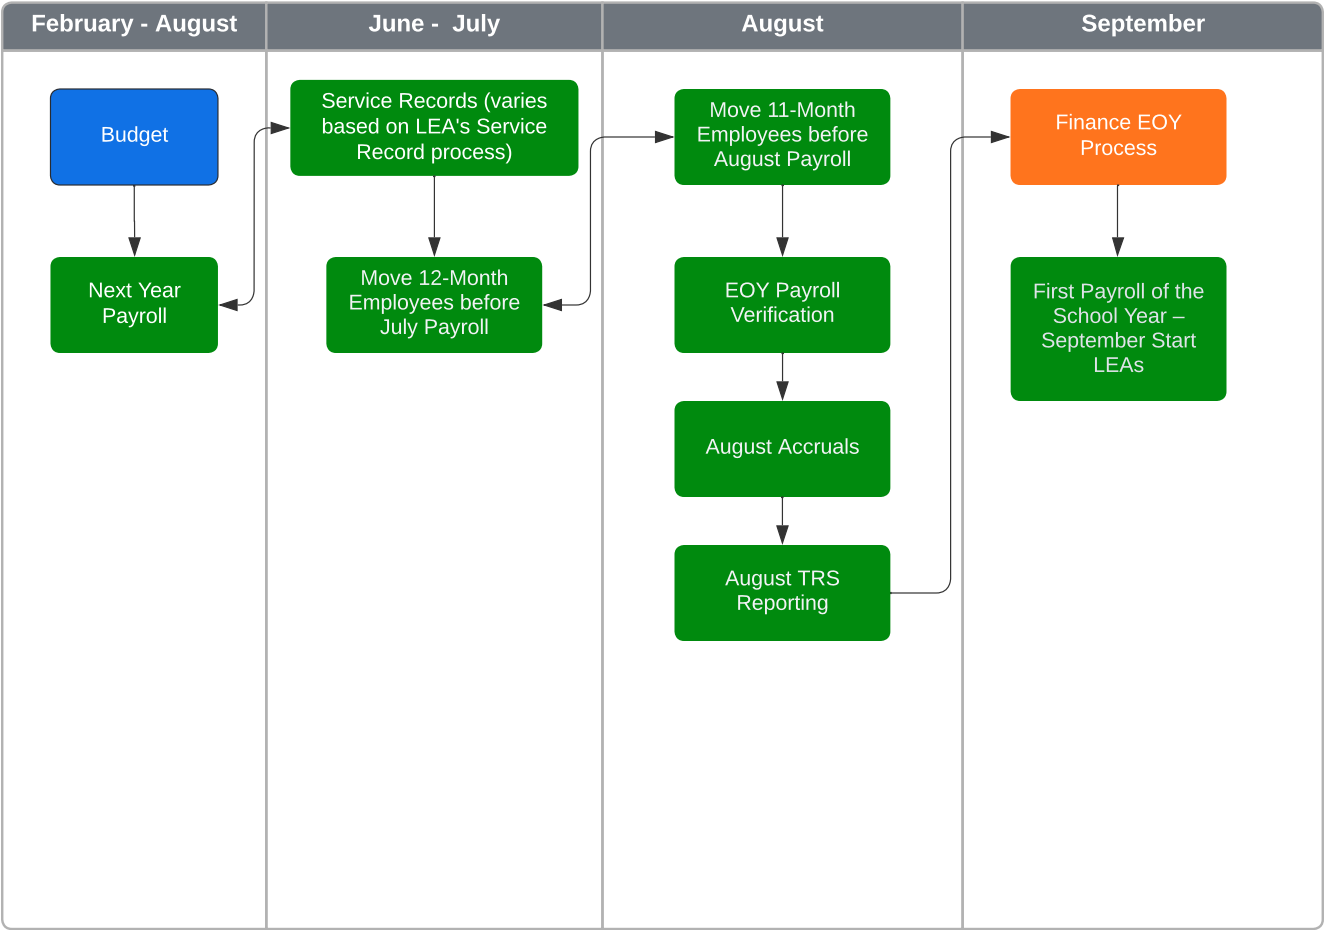 February - August
June -  July
August
September
Budget
Next Year
Payroll
Service Records (varies
based on LEA's Service
Record process)
Move 12-Month
Employees before
July Payroll
Move 11-Month
Employees before
August Payroll
EOY Payroll
Verification
August Accruals
August TRS
Reporting
Finance EOY
Process
First Payroll of the
School Year –
September Start
LEAs